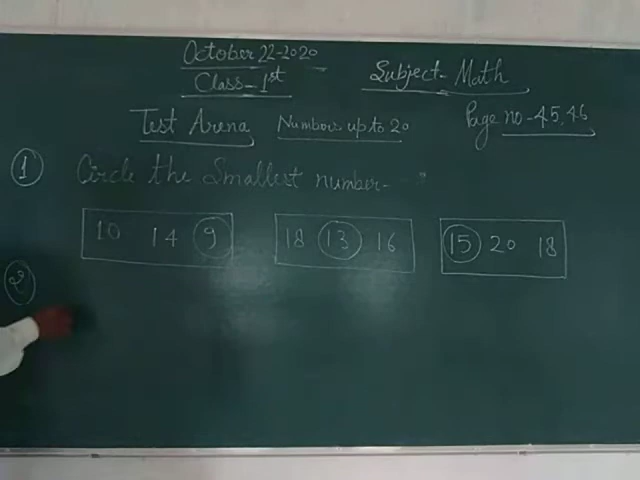 October 22-2020
Class-1st
Subject-Math
Test Arena Numbers up to 20 Page no-45,46
1 Circle the Smallest number-
10 14 9 18 13 16 15 20 18
2